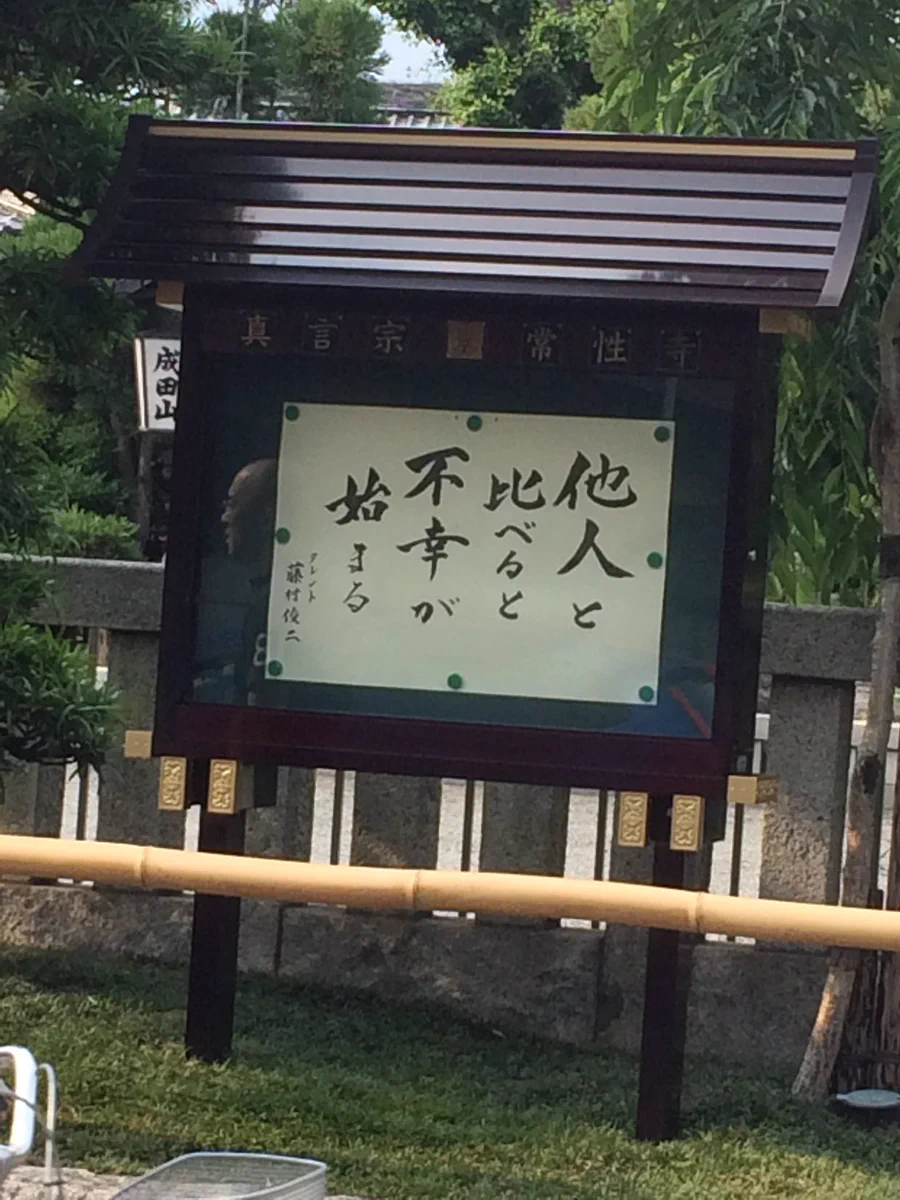 真言宗 常性寺
成田山
他人と
比べると
不幸が
始まる
タレント
藤村俊二